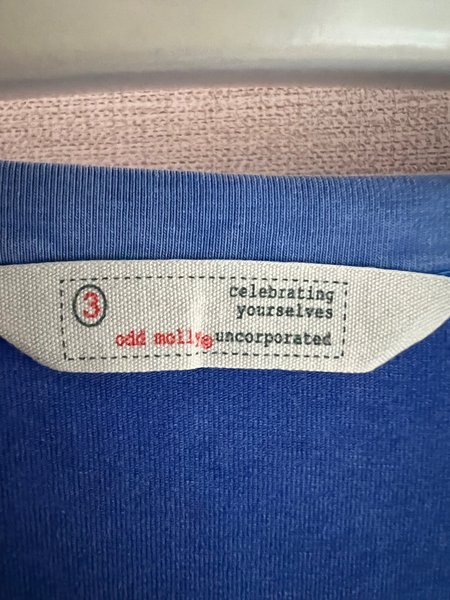 3
celebrating
yourselves
odd molly® uncorporated